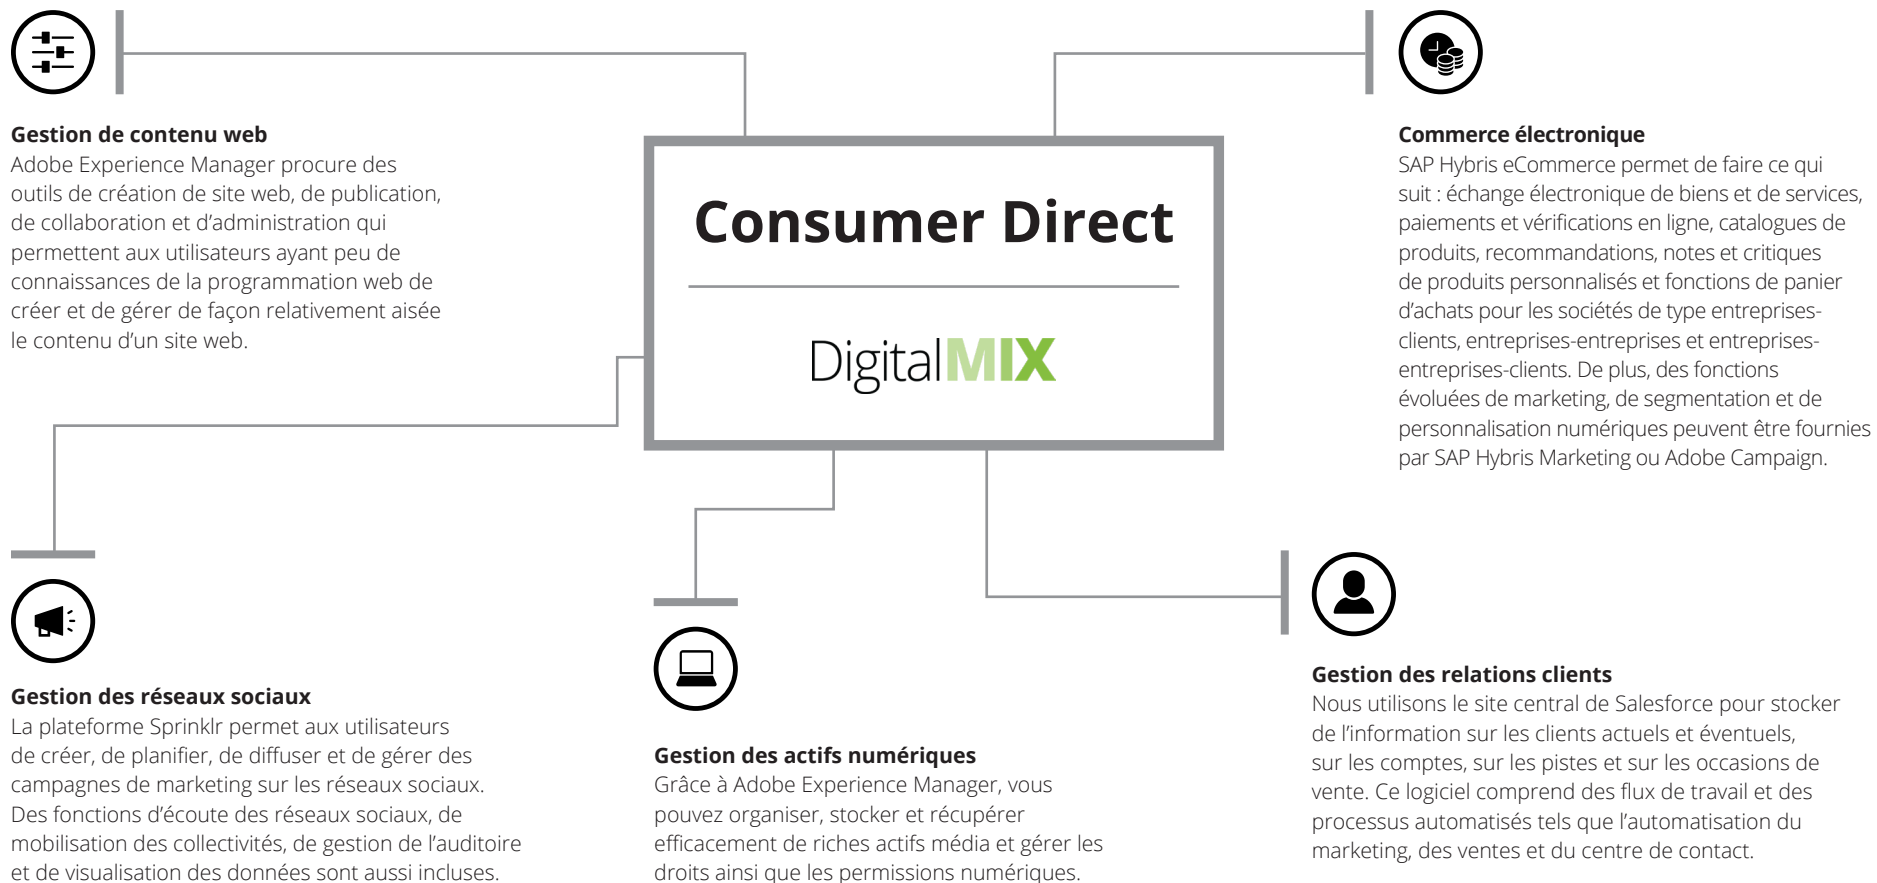 Consumer Direct
DigitalMIX
Gestion de contenu web
Adobe Experience Manager procure des
outils de création de site web, de publication,
de collaboration et d’administration qui
permettent aux utilisateurs ayant peu de
connaissances de la programmation web de
créer et de gérer de façon relativement aisée
le contenu d’un site web.
Commerce électronique
SAP Hybris eCommerce permet de faire ce qui
suit : échange électronique de biens et de services,
paiements et vérifications en ligne, catalogues de
produits, recommandations, notes et critiques
de produits personnalisés et fonctions de panier
d’achats pour les sociétés de type entreprises-
clients, entreprises-entreprises et entreprises-
entreprises-clients. De plus, des fonctions
évoluées de marketing, de segmentation et de
personnalisation numériques peuvent être fournies
par SAP Hybris Marketing ou Adobe Campaign.
Gestion des réseaux sociaux
La plateforme Sprinklr permet aux utilisateurs
de créer, de planifier, de diffuser et de gérer des
campagnes de marketing sur les réseaux sociaux.
Des fonctions d’écoute des réseaux sociaux, de
mobilisation des collectivités, de gestion de l’auditoire
et de visualisation des données sont aussi incluses.
Gestion des actifs numériques
Grâce à Adobe Experience Manager, vous
pouvez organiser, stocker et récupérer
efficacement de riches actifs média et gérer les
droits ainsi que les permissions numériques.
Gestion des relations clients
Nous utilisons le site central de Salesforce pour stocker
de l’information sur les clients actuels et éventuels,
sur les comptes, sur les pistes et sur les occasions de
vente. Ce logiciel comprend des flux de travail et des
processus automatisés tels que l’automatisation du
marketing, des ventes et du centre de contact.